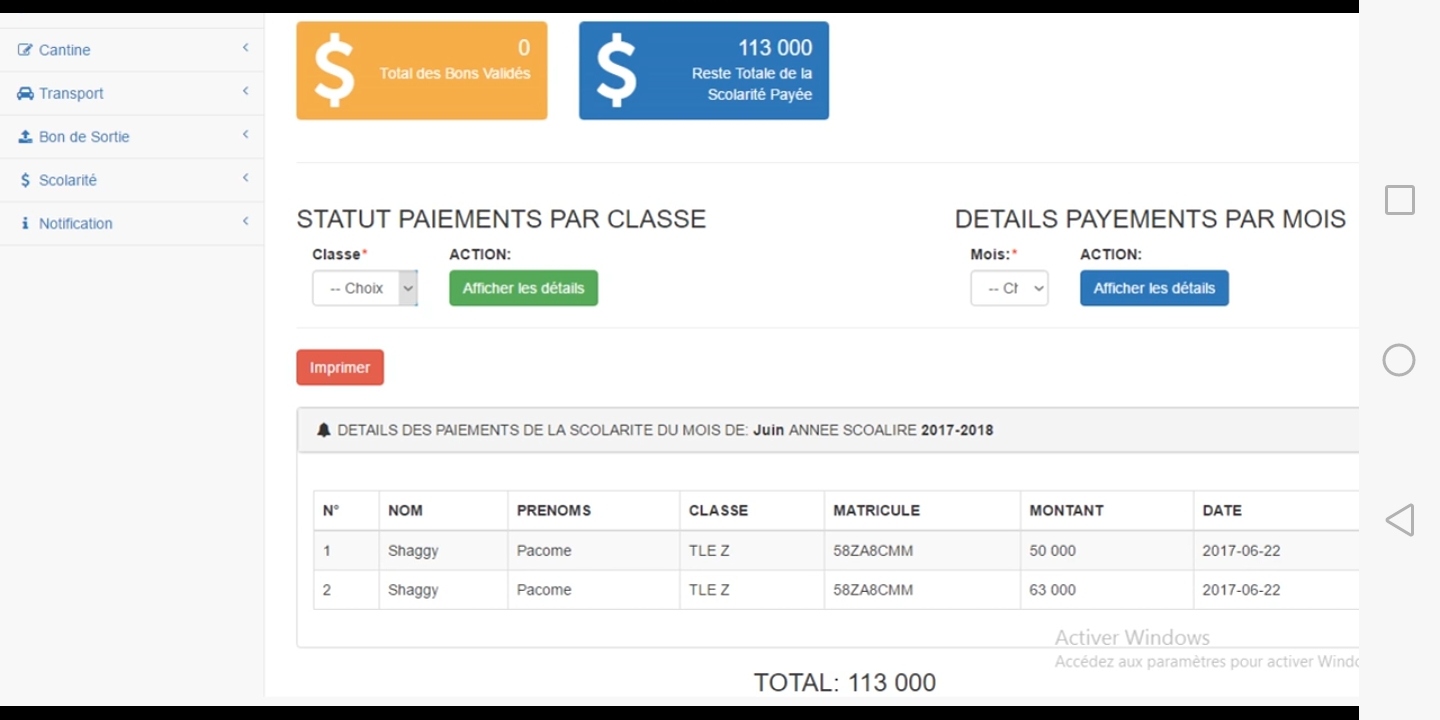 Cantine
Transport
Bon de Sortie
Scolarité
Notification
0
Total des Bons Validés
113 000
Reste Totale de la
Scolarité Payée
STATUT PAIEMENTS PAR CLASSE
Classe*
ACTION:
-- Choix
Afficher les détails
DETAILS PAYEMENTS PAR MOIS
Mois:*
ACTION:
Afficher les détails
Imprimer
DETAILS DES PAIEMENTS DE LA SCOLARITE DU MOIS DE: Juin ANNEE SCOALIRE 2017-2018
N° NOM PRENOMS CLASSE MATRICULE MONTANT DATE
1 Shaggy Pacome TLE Z 58ZA8CMM 50 000 2017-06-22
2 Shaggy Pacome TLE Z 58ZA8CMM 63 000 2017-06-22
Activer Windows
Accédez aux paramètres pour activer
TOTAL: 113 000